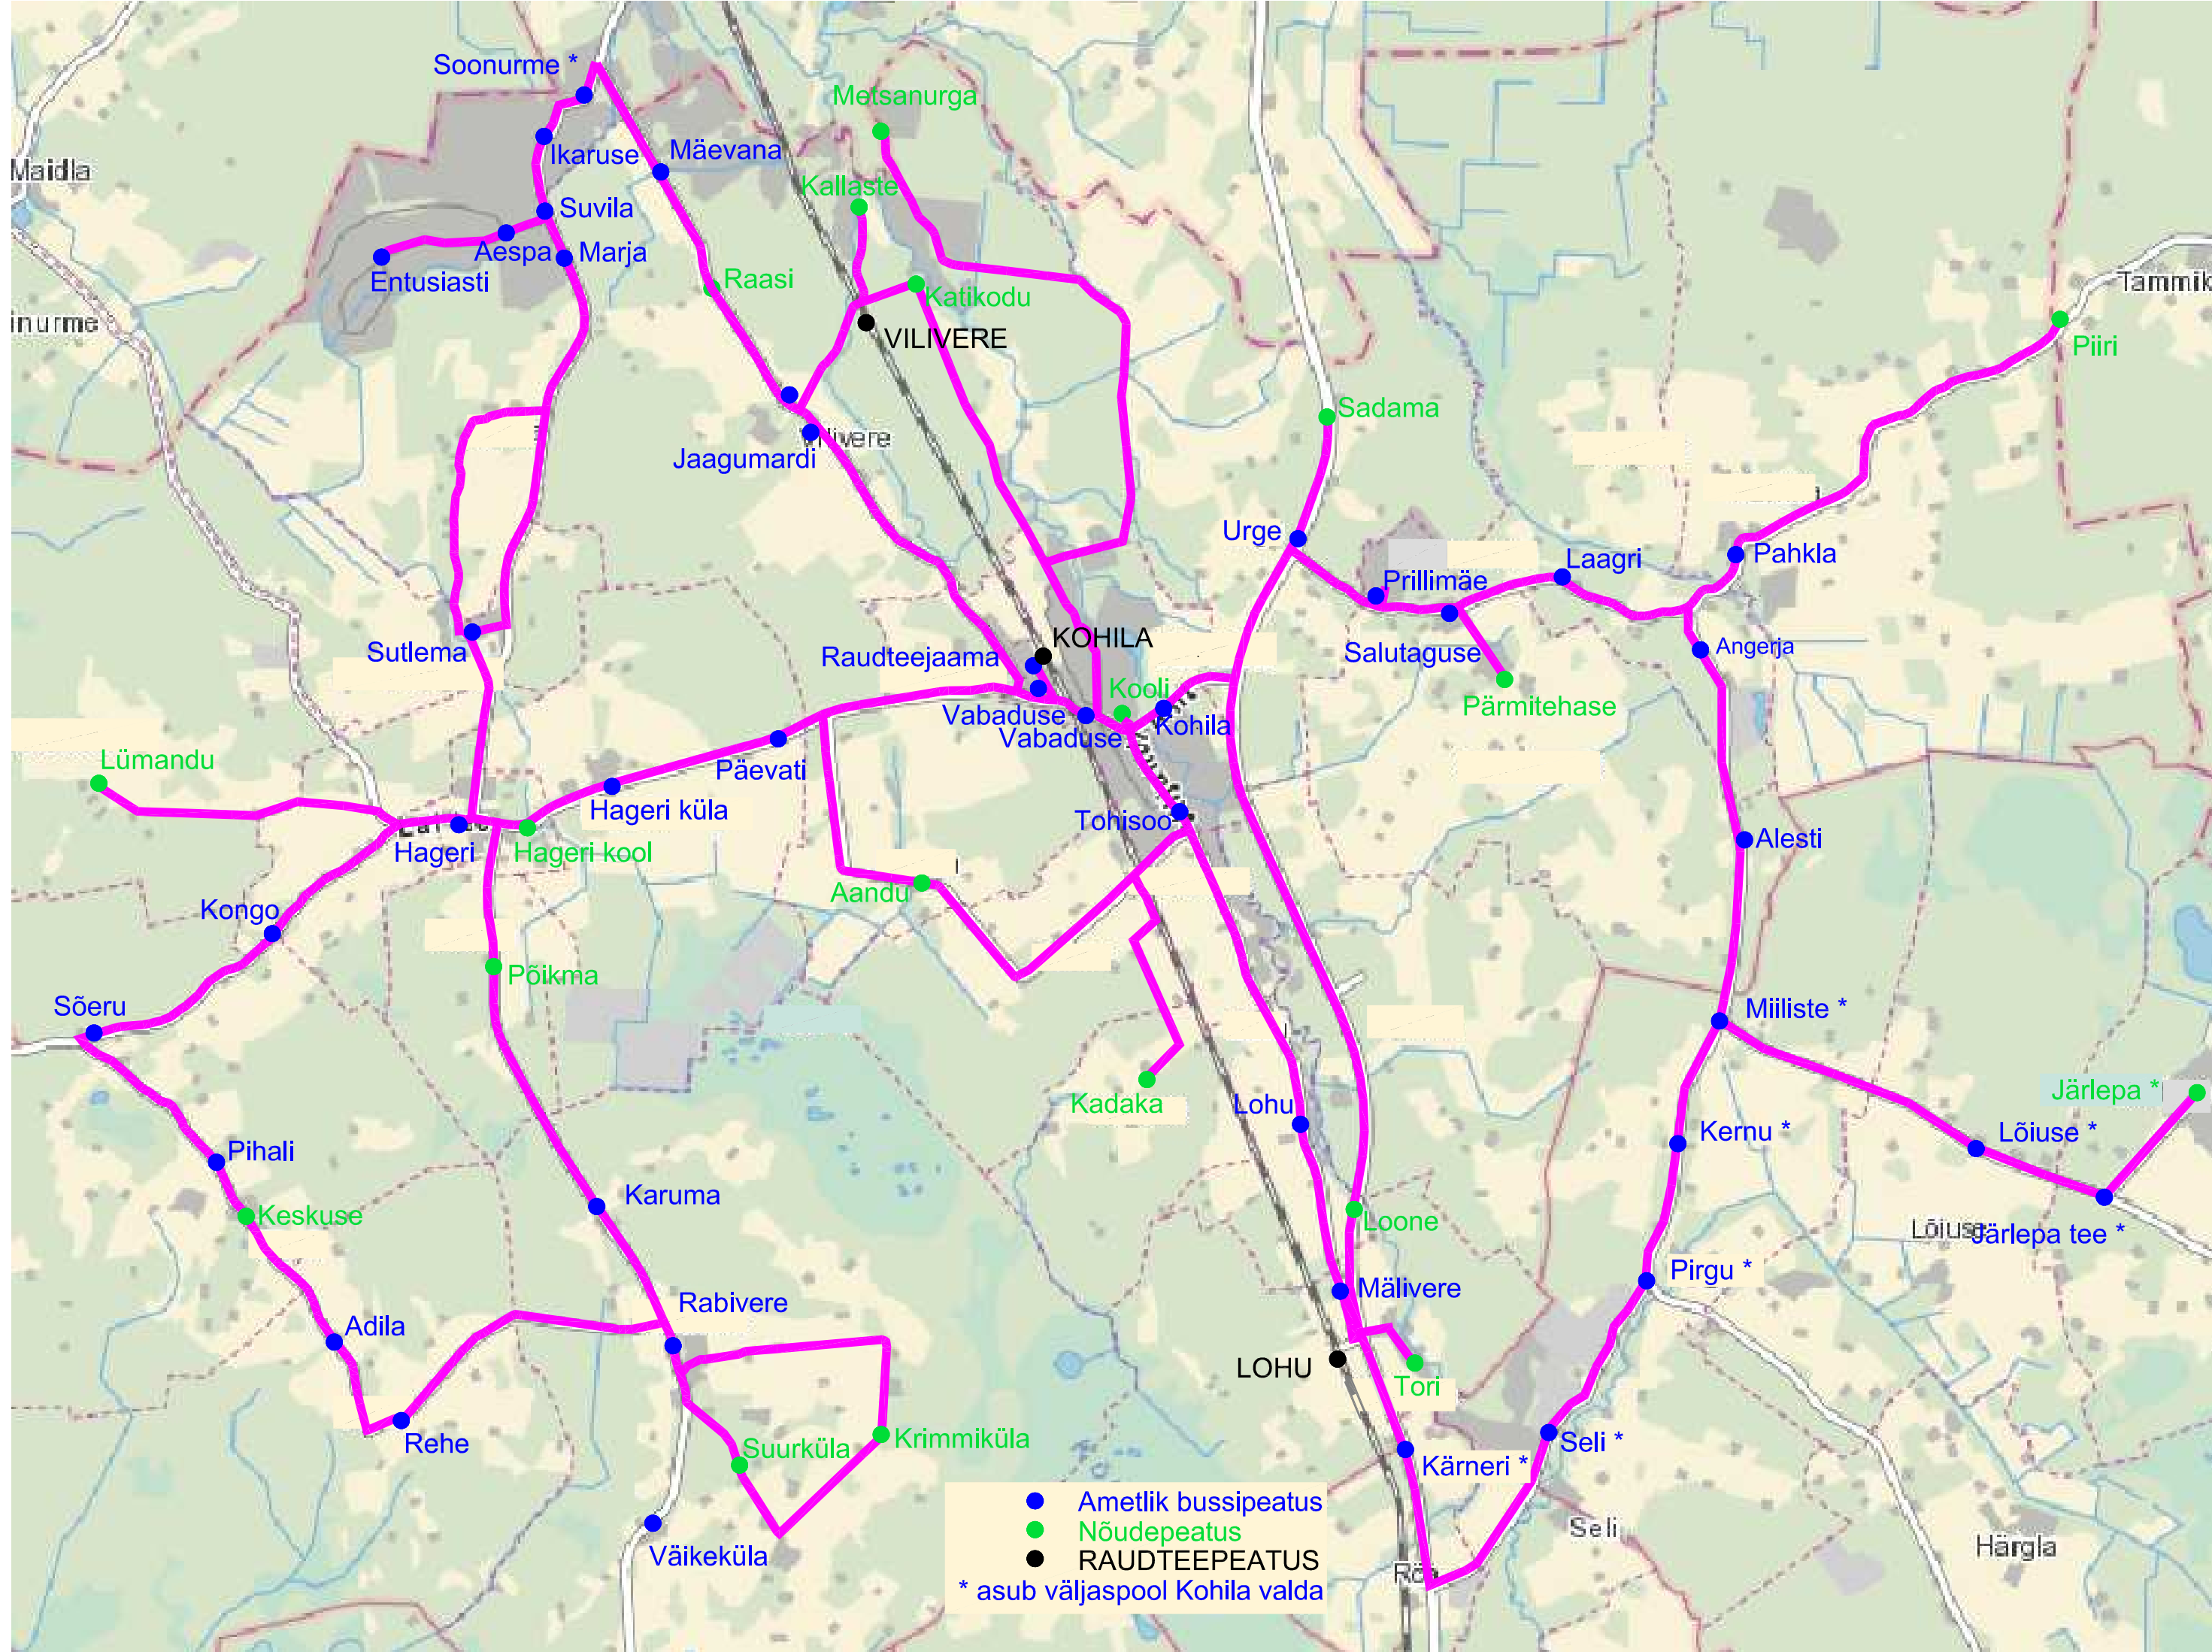 Soonurme *
Metsanurga
Ikaruse
Mäevana
Maidla
Kallaste
Suvila
Aespa
Marja
Entusiasti
Raasi
Katikodu
Tammik
inurme
VILIVERE
Piiri
Sadama
Jaagumardi
Urge
Laagri
Pahkla
Prillimäe
KOHILA
Raudteejaama
Sutlema
Salutaguse
Angerja
Kooli
Pärmitehase
Vabaduse
Vabaduse
Kohila
Lümandu
Päevati
Hageri küla
Tohisoo
Hageri
Hageri kool
Alesti
Aandu
Kongo
Põikma
Sõeru
Miiliste *
Järlepa *
Kadaka
Lohu
Kernu *
Lõiuse *
Pihali
Karuma
Keskuse
Loone
Järlepa tee *
Pirgu *
Mälivere
Rabivere
Adila
LOHU
Tori
Rehe
Suurküla
Krimmiküla
Kärneri *
Seli *
Ametlik bussipeatus
Nõudepeatus
RAUDTEEPEATUS
* asub väljaspool Kohila valda
Seli
Härgla
Väikeküla